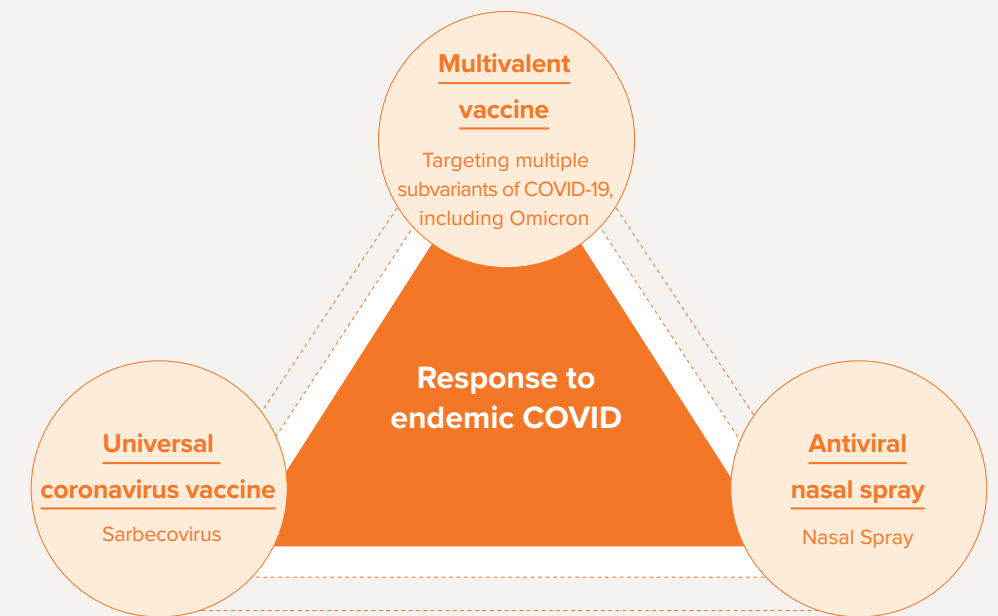 Multivalent
vaccine
Targeting multiple
subvariants of COVID-19,
including Omicron
Response to
endemic COVID
Universal
coronavirus vaccine
Sarbecovirus
Antiviral
nasal spray
Nasal Spray